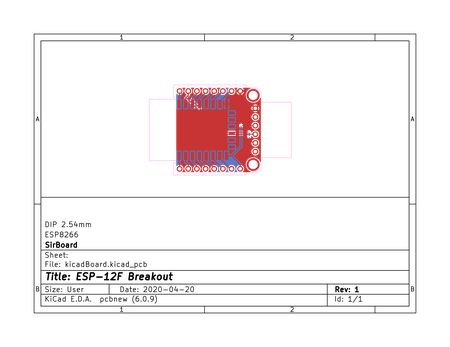 1 2
A A
DIP 2.54mm
ESP8266
SirBoard
Sheet:
File: kicadBoard.kicad_pcb
Title: ESP-12F Breakout
B B
Size: User Date: 2020-04-20 Rev: 1
KiCad E.D.A. pcbnew (6.0.9) Id: 1/1
1 2